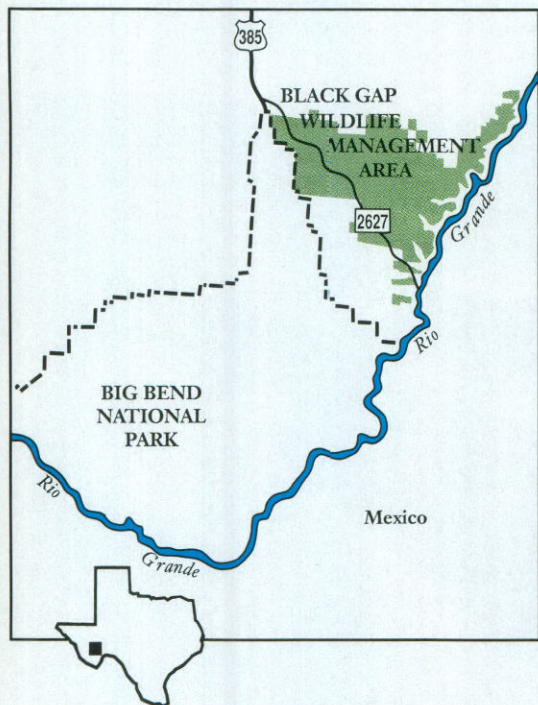 385
BLACK GAP
WILDLIFE
MANAGEMENT
AREA
2627
Grande
Rio
BIG BEND
NATIONAL
PARK
Rio
Mexico
Grande